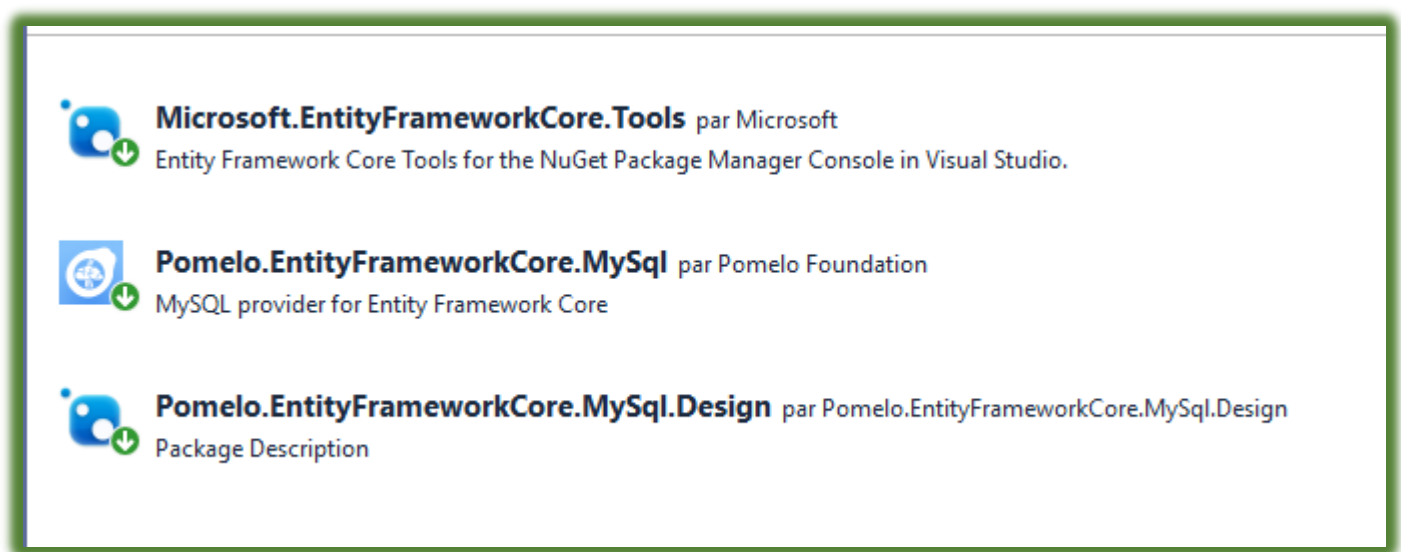 Microsoft.EntityFrameworkCore.Tools par Microsoft
Entity Framework Core Tools for the NuGet Package Manager Console in Visual Studio.
Pomelo.EntityFrameworkCore.MySql par Pomelo Foundation
MySQL provider for Entity Framework Core
Pomelo.EntityFrameworkCore.MySql.Design par Pomelo.EntityFrameworkCore.MySql.Design
Package Description